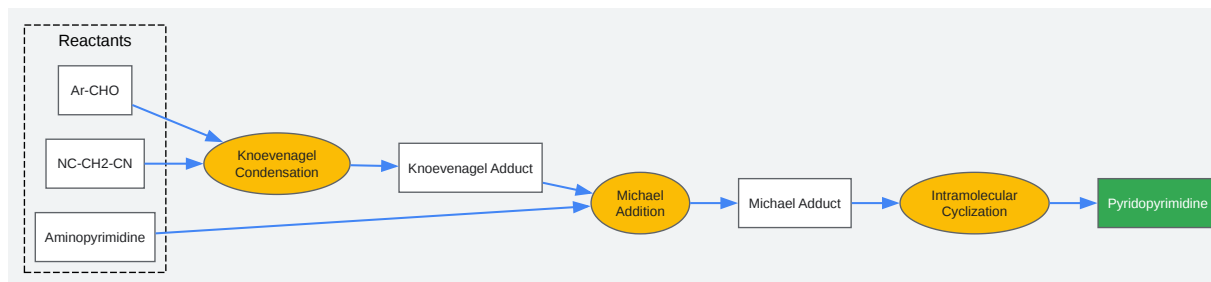 Reactants
Ar-CHO
NC-CH2-CN
Aminopyrimidine
Knoevenagel
Condensation
Knoevenagel Adduct
Michael
Addition
Michael Adduct
Intramolecular
Cyclization
Pyridopyrimidine